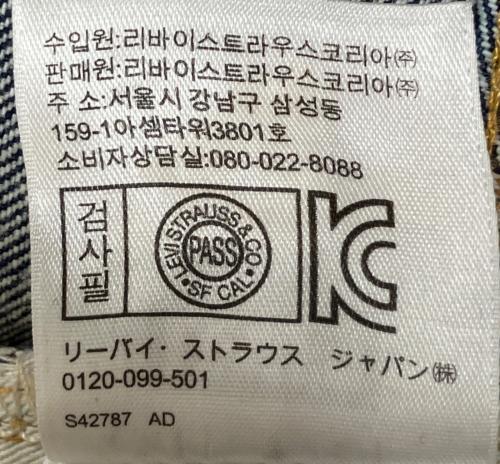 수입원:리바이스트라우스코리아㈜
판매원:리바이스트라우스코리아㈜
주 소:서울시 강남구 삼성동
159-1아셈타워3801호
소비자상담실:080-022-8088
검사필
LEVI STRAUSS & CO
PASS
• SF CAL •
KC
リーバイ・ストラウス ジャパン㈱
0120-099-501
S42787 AD